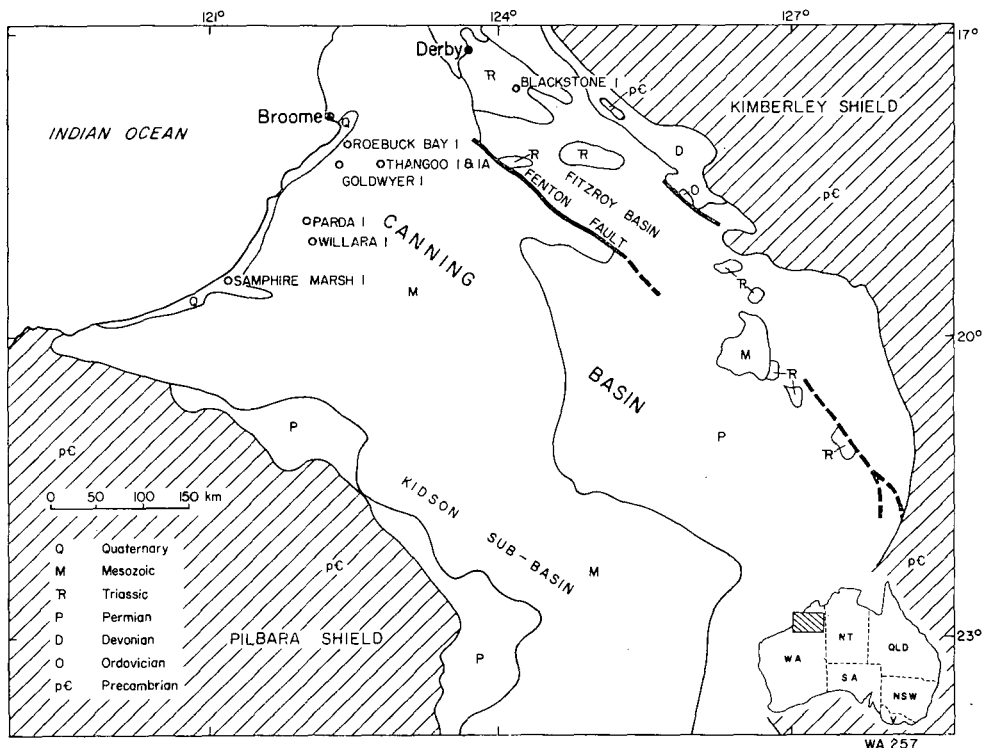 121°
124°
127°
17°
Derby
Ꞧ
BLACKSTONE 1
p€
KIMBERLEY SHIELD
INDIAN OCEAN
Broome
Q
ROEBUCK BAY 1
THANGOO 1 & 1A
GOLDWYER 1
Ꞧ
Ꞧ
D
O
p€
FENTON FAULT
FITZROY BASIN
PARDA 1
WILLARA 1
CANNING
SAMPHIRE MARSH 1
Q
M
Ꞧ
20°
M
Ꞧ
BASIN
P
P
Ꞧ
p€
0 50 100 150 km
KIDSON
SUB-BASIN
M
p€
p€
Q Quaternary
M Mesozoic
Ꞧ Triassic
P Permian
D Devonian
O Ordovician
p€ Precambrian
PILBARA SHIELD
P
23°
WA
NT
QLD
SA
NSW
V
WA 257